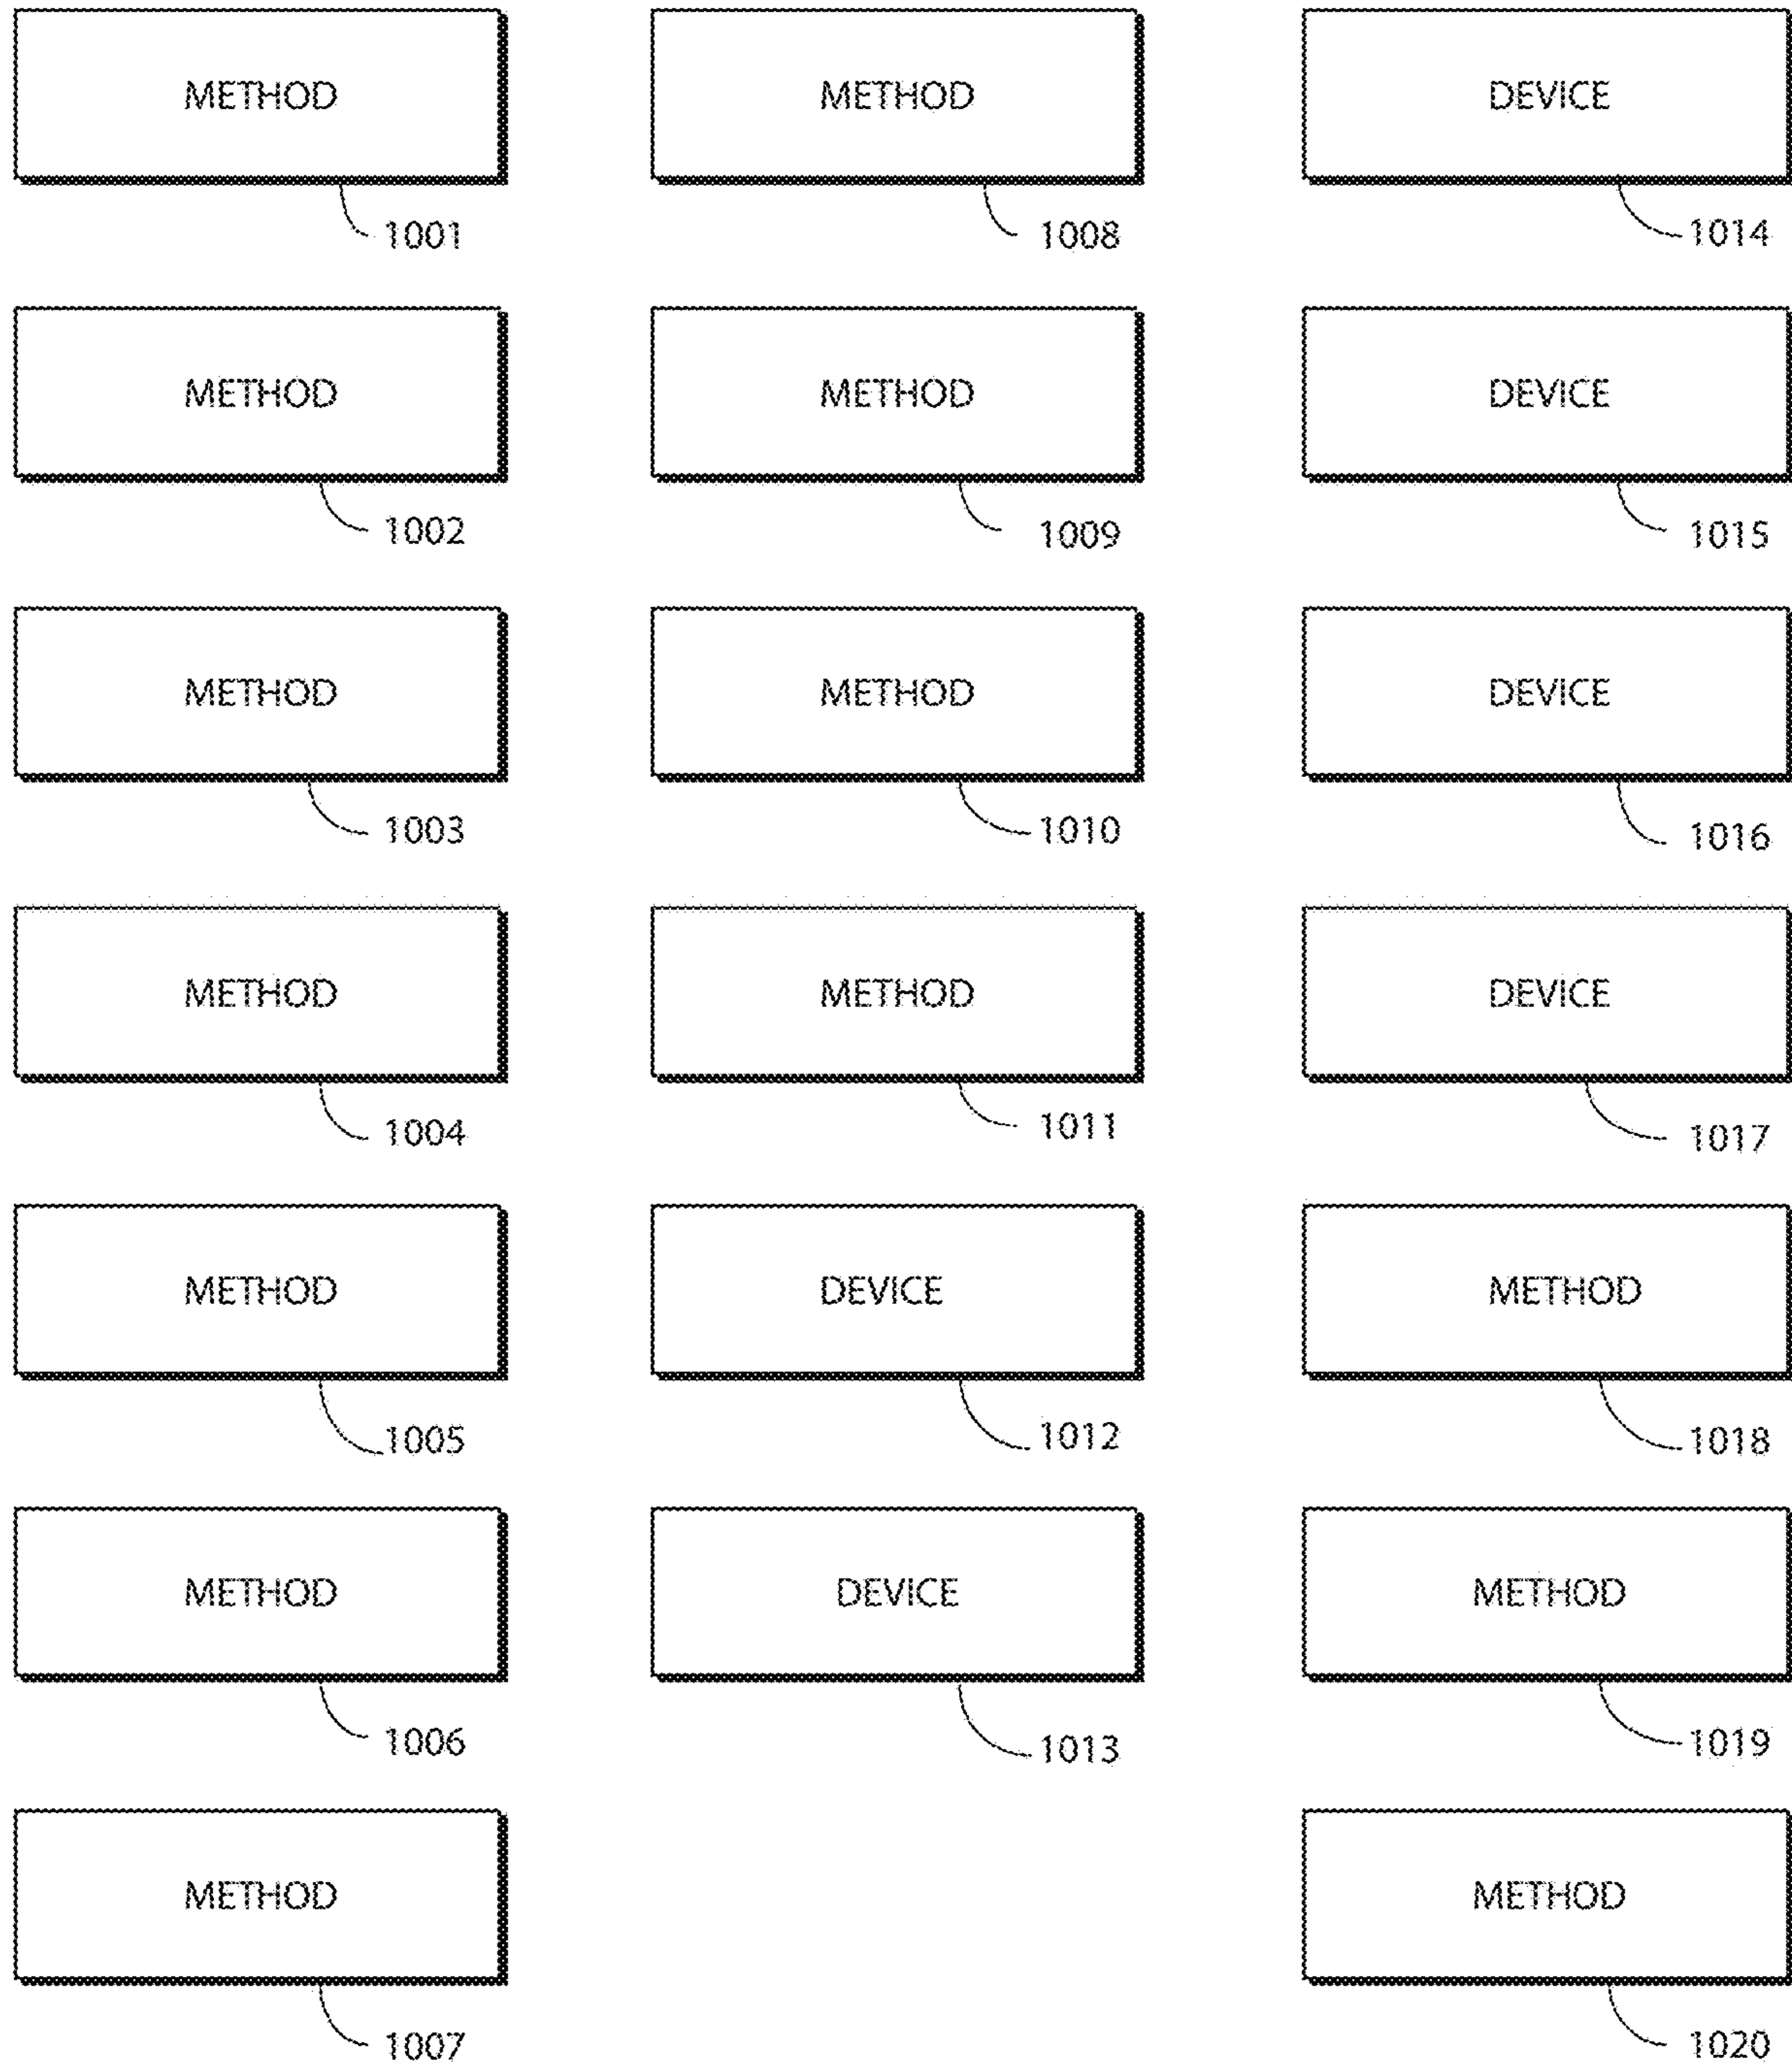 METHOD
1001
METHOD
1002
METHOD
1003
METHOD
1004
METHOD
1005
METHOD
1006
METHOD
1007
METHOD
1008
METHOD
1009
METHOD
1010
METHOD
1011
DEVICE
1012
DEVICE
1013
DEVICE
1014
DEVICE
1015
DEVICE
1016
DEVICE
1017
METHOD
1018
METHOD
1019
METHOD
1020